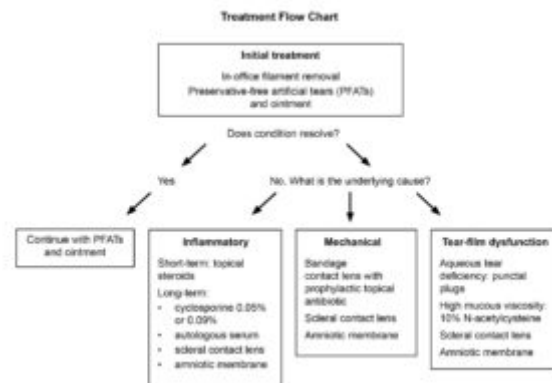 Treatment Flow Chart
Initial treatment
In-office filament removal
Preservative-free artificial tears (PFATs)
and ointment
Does condition resolve?
Yes
No. What is the underlying cause?
Continue with PFATs
and ointment
Inflammatory
Short-term: topical
steroids
Long-term:
• cyclosporine 0.05%
or 0.09%
• autologous serum
• scleral contact lens
• amniotic membrane
Mechanical
Bandage
contact lens with
prophylactic topical
antibiotic
Scleral contact lens
Amniotic membrane
Tear-film dysfunction
Aqueous tear
deficiency: punctal
plugs
High mucous viscosity:
10% N-acetylcysteine
Scleral contact lens
Amniotic membrane